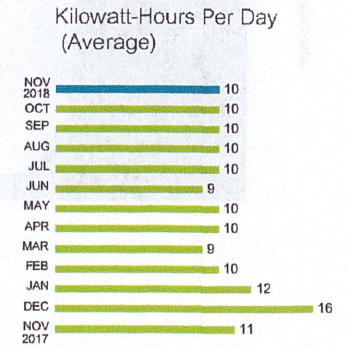 Kilowatt-Hours Per Day
(Average)
NOV
2018 10
OCT 10
SEP 10
AUG 10
JUL 10
JUN 9
MAY 10
APR 10
MAR 9
FEB 10
JAN 12
DEC 16
NOV
2017 11